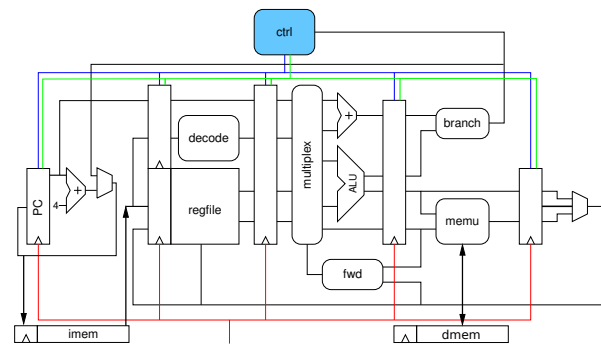 ctrl
decode
+
branch
multiplex
PC
+
4
regfile
ALU
memu
fwd
imem
dmem